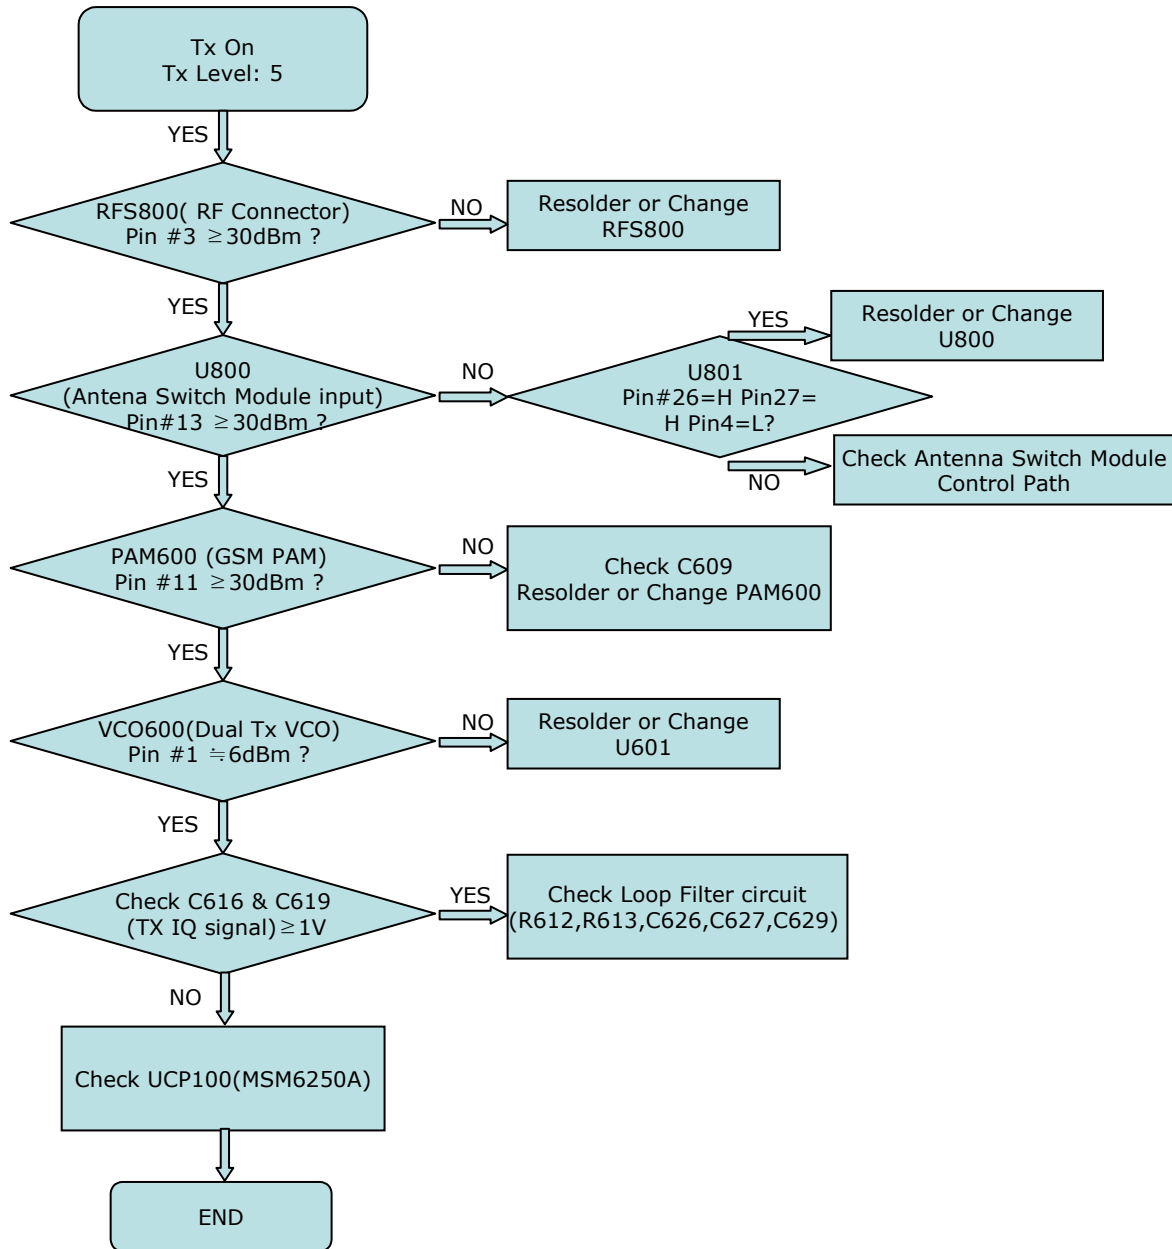 Tx On
Tx Level: 5
YES
RFS800( RF Connector)
Pin #3 ≥30dBm ?
NO
Resolder or Change
RFS800
YES
U800
(Antena Switch Module input)
Pin#13 ≥30dBm ?
NO
U801
Pin#26=H Pin27=
H Pin4=L?
YES
Resolder or Change
U800
NO
Check Antenna Switch Module
Control Path
YES
PAM600 (GSM PAM)
Pin #11 ≥30dBm ?
NO
Check C609
Resolder or Change PAM600
YES
VCO600(Dual Tx VCO)
Pin #1 ≒6dBm ?
NO
Resolder or Change
U601
YES
Check C616 & C619
(TX IQ signal)≥1V
YES
Check Loop Filter circuit
(R612,R613,C626,C627,C629)
NO
Check UCP100(MSM6250A)
END